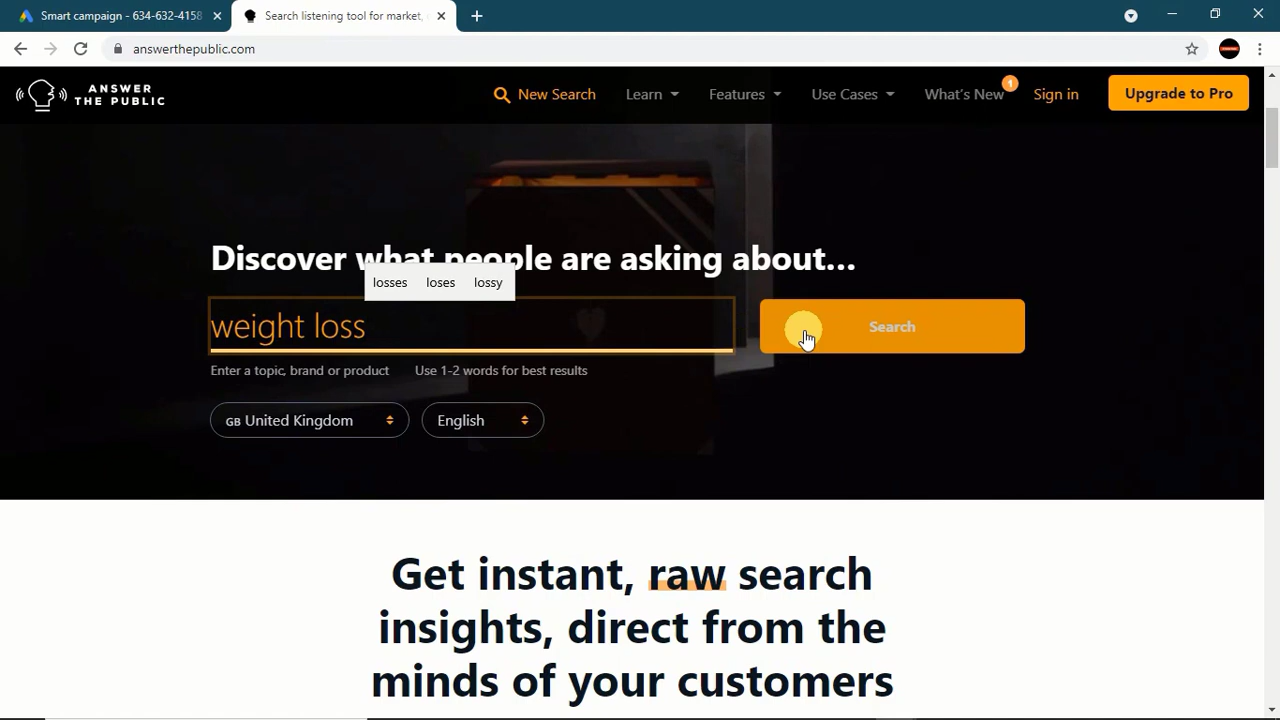 Smart campaign - 634-632-4158
Search listening tool for market,
answerthepublic.com
ANSWER
THE PUBLIC
New Search
Learn
Features
Use Cases
What's New
1
Sign in
Upgrade to Pro
Discover what people are asking about...
losses loses lossy
weight loss
Search
Enter a topic, brand or product
Use 1-2 words for best results
GB United Kingdom
English
Get instant, raw search
insights, direct from the
minds of your customers